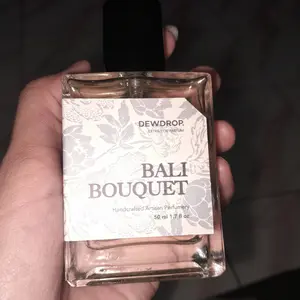 DEWDROP.
BALI
BOUQUET
Handcrafted Artisan Perfumery
50 ml 1.7 fl oz